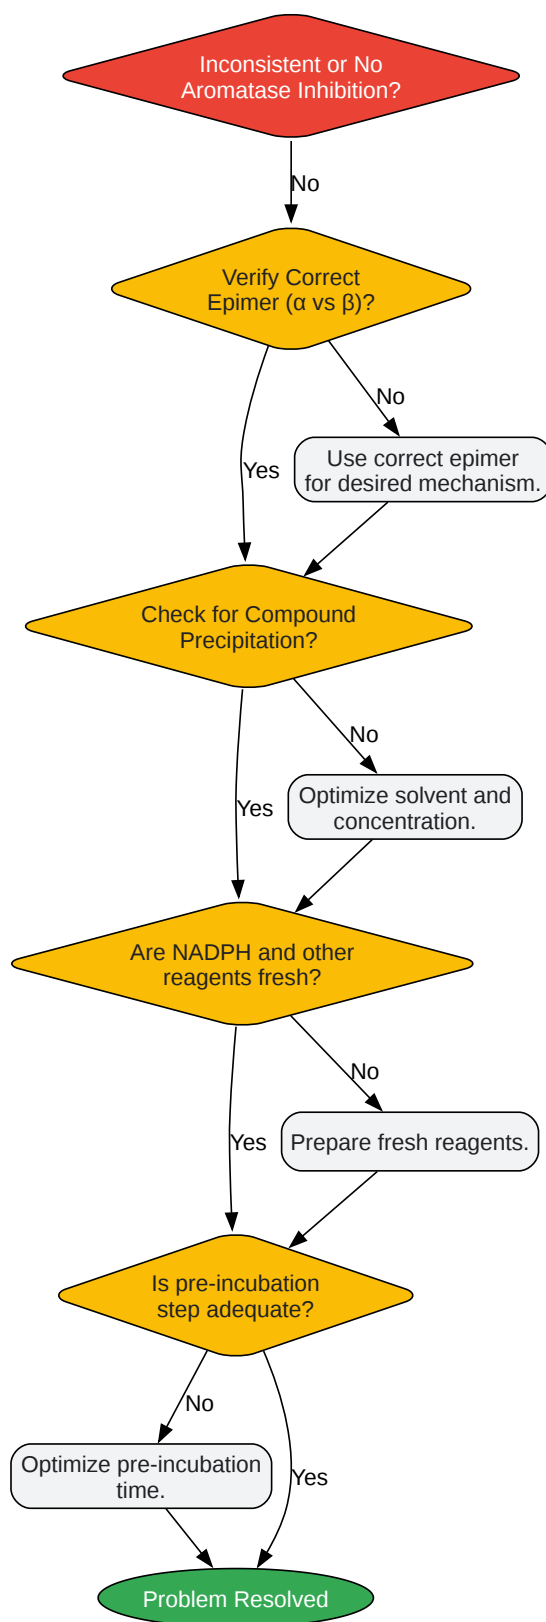 Inconsistent or No
Aromatase Inhibition?
No
Verify Correct
Epimer (α vs β)?
No
Yes
Use correct epimer
for desired mechanism.
Check for Compound
Precipitation?
No
Yes
Optimize solvent and
concentration.
Are NADPH and other
reagents fresh?
No
Yes
Prepare fresh reagents.
Is pre-incubation
step adequate?
No
Optimize pre-incubation
time.
Yes
Problem Resolved